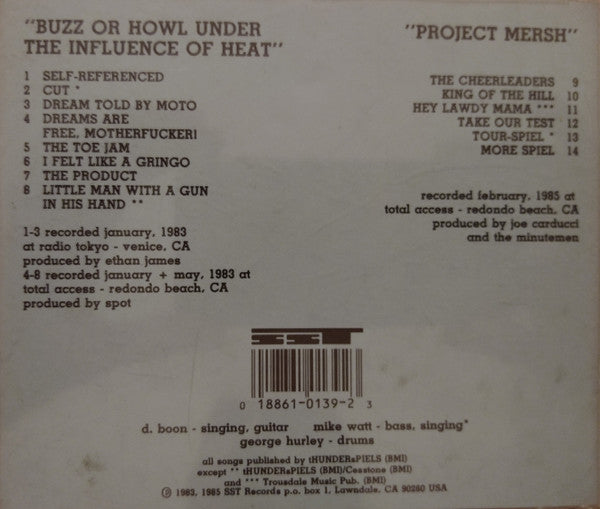 "BUZZ OR HOWL UNDER
THE INFLUENCE OF HEAT"
1 SELF-REFERENCED
2 CUT *
3 DREAM TOLD BY MOTO
4 DREAMS ARE
FREE, MOTHERFUCKER!
5 THE TOE JAM
6 I FELT LIKE A GRINGO
7 THE PRODUCT
8 LITTLE MAN WITH A GUN
IN HIS HAND **
1-3 recorded january, 1983
at radio tokyo - venice, CA
produced by ethan james
4-8 recorded january + may, 1983 at
total access - redondo beach, CA
produced by spot
"PROJECT MERSH"
THE CHEERLEADERS 9
KING OF THE HILL 10
HEY LAWDY MAMA *** 11
TAKE OUR TEST 12
TOUR-SPIEL * 13
MORE SPIEL 14
recorded february, 1985 at
total access - redondo beach, CA
produced by joe carducci
and the minutemen
SST
0 18861-0139-2 3
d. boon - singing, guitar mike watt - bass, singing*
george hurley - drums
all songs published by tHUNDERsPIELS (BMI)
except ** tHUNDERsPIELS (BMI)/Cesstone (BMI)
and *** Trousdale Music Pub. (BMI)
℗ 1983, 1985 SST Records p.o. box 1, Lawndale, CA 90260 USA